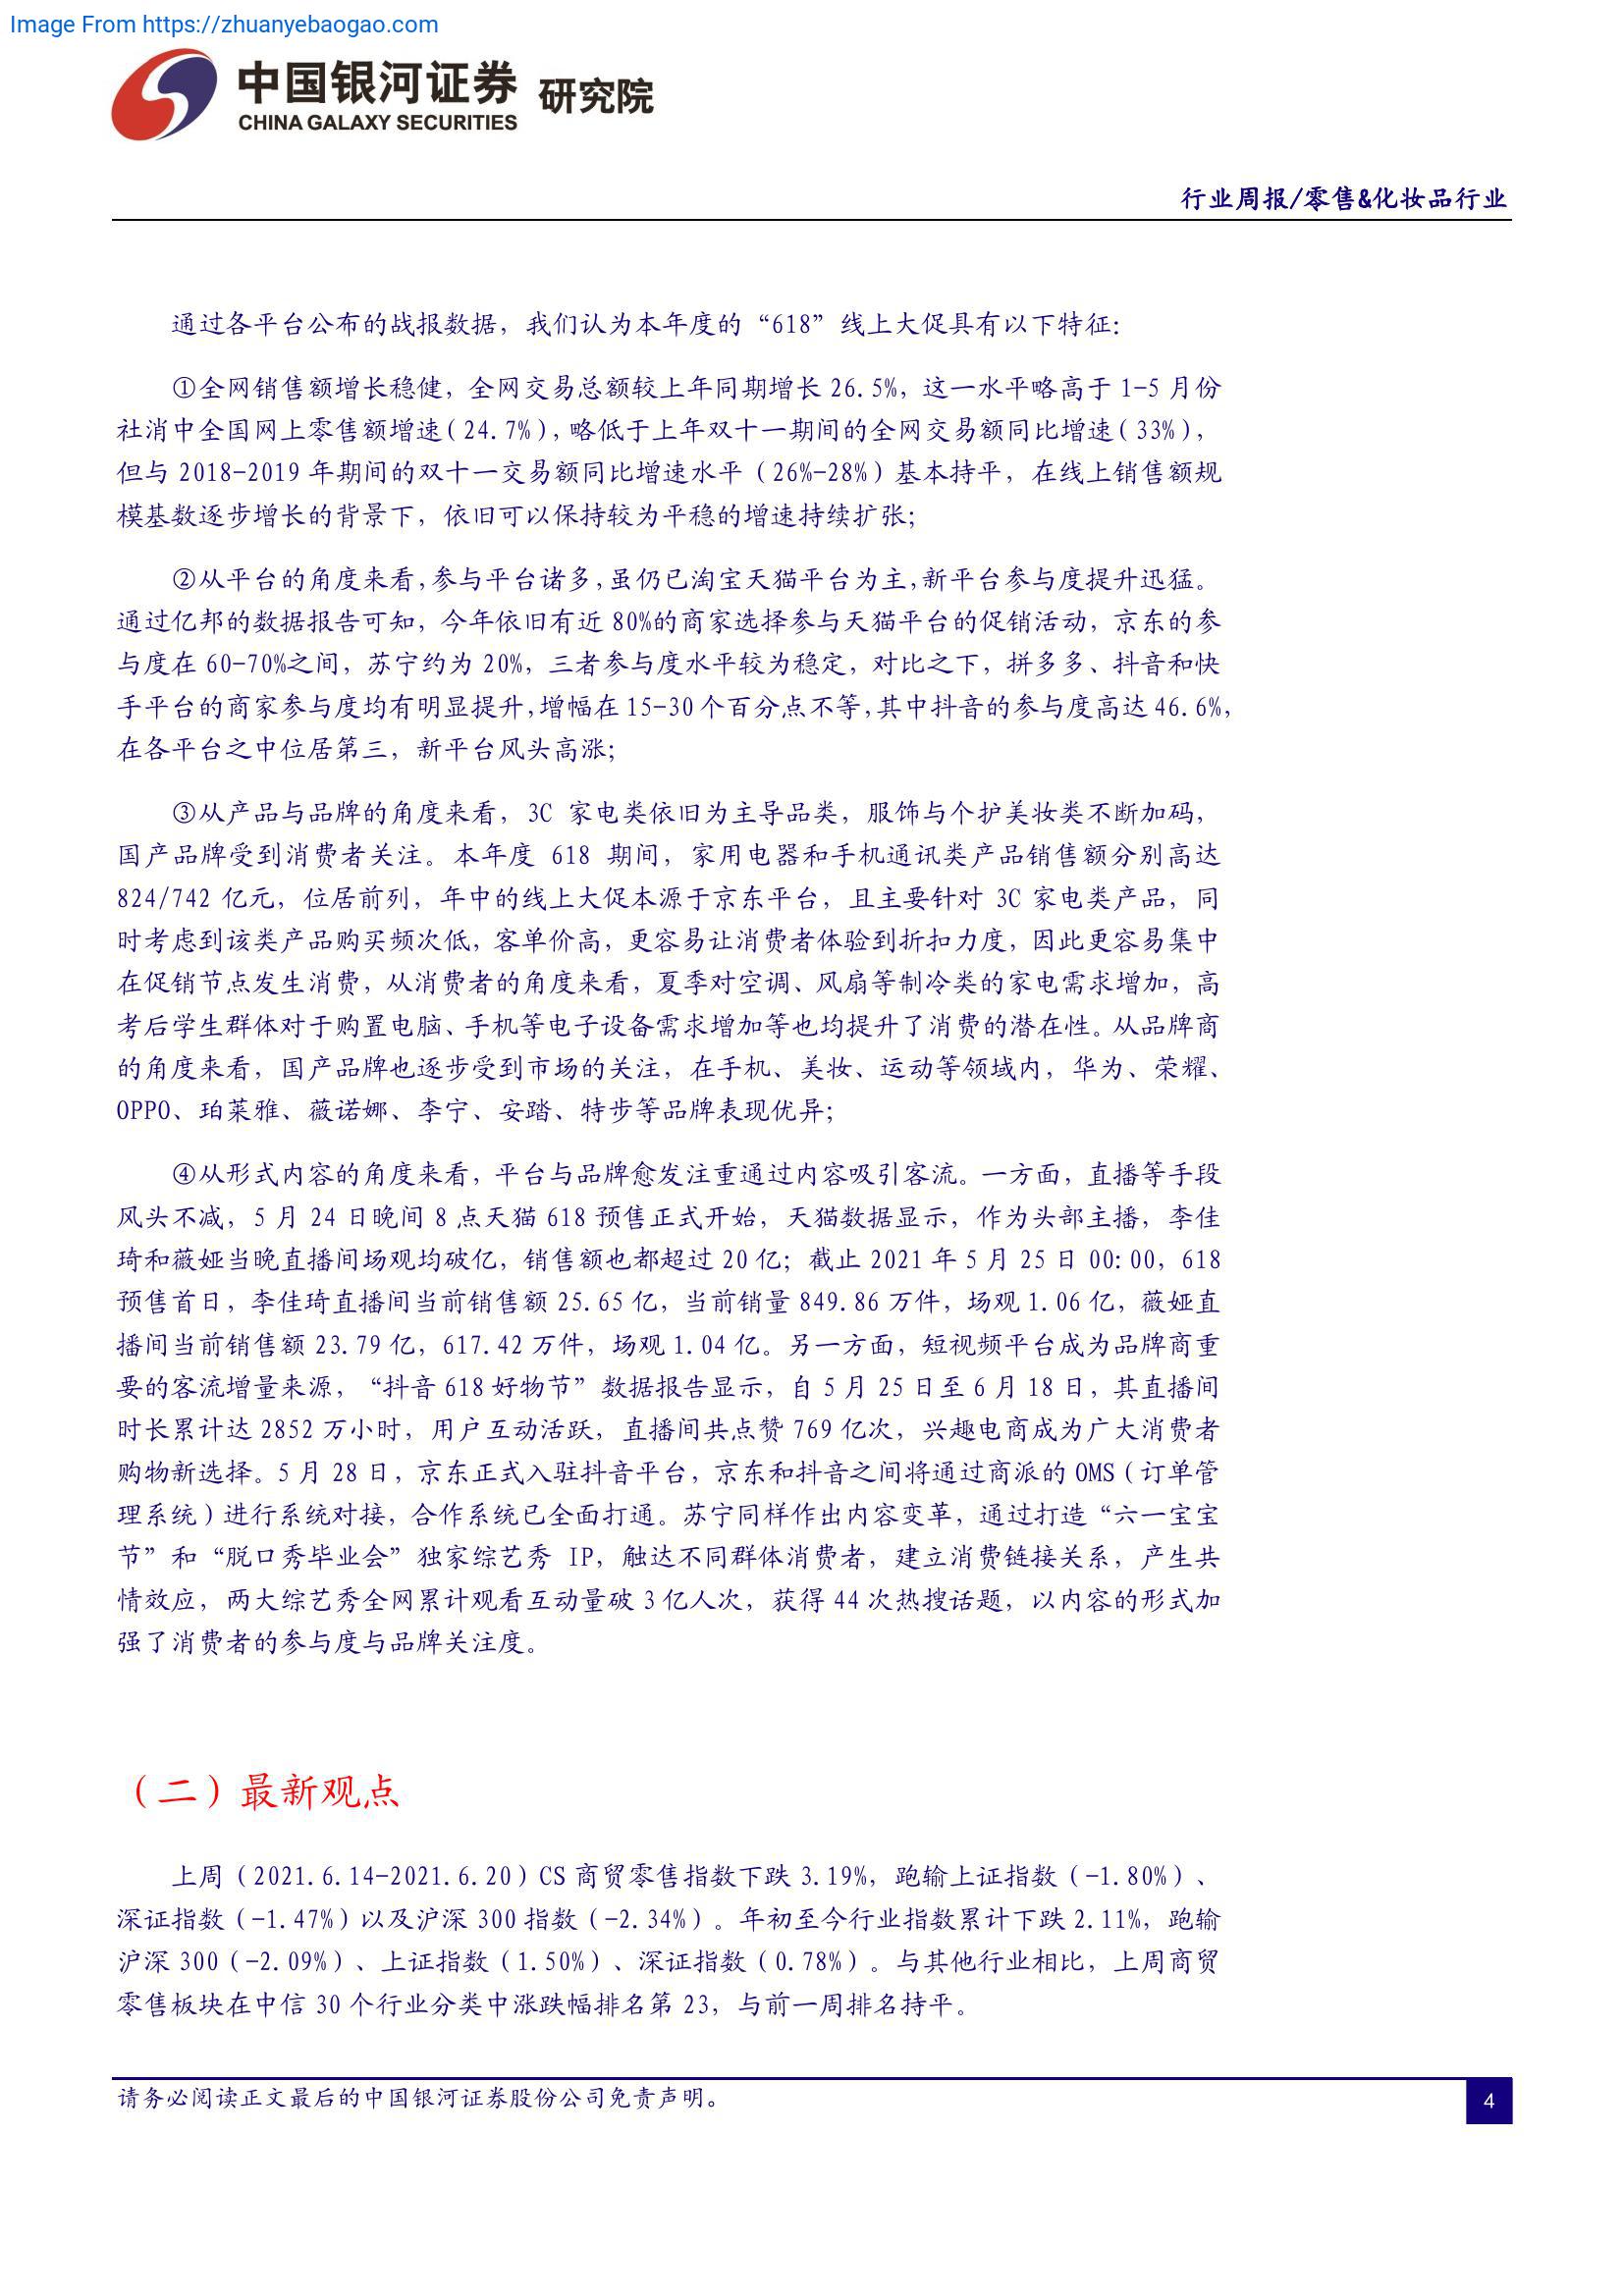 Image From https://zhuanyebaogao.com
中国银河证券 研究院
CHINA GALAXY SECURITIES
行业周报/零售&化妆品行业
通过各平台公布的战报数据，我们认为本年度的“618”线上大促具有以下特征：
①全网销售额增长稳健，全网交易总额较上年同期增长 26.5%，这一水平略高于 1-5 月份
社消中全国网上零售额增速（24.7%），略低于上年双十一期间的全网交易额同比增速（33%），
但与 2018-2019 年期间的双十一交易额同比增速水平（26%-28%）基本持平，在线上销售额规
模基数逐步增长的背景下，依旧可以保持较为平稳的增速持续扩张；
②从平台的角度来看，参与平台诸多，虽仍已淘宝天猫平台为主，新平台参与度提升迅猛。
通过亿邦的数据报告可知，今年依旧有近 80%的商家选择参与天猫平台的促销活动，京东的参
与度在 60-70%之间，苏宁约为 20%，三者参与度水平较为稳定，对比之下，拼多多、抖音和快
手平台的商家参与度均有明显提升，增幅在 15-30 个百分点不等，其中抖音的参与度高达 46.6%，
在各平台之中位居第三，新平台风头高涨；
③从产品与品牌的角度来看，3C 家电类依旧为主导品类，服饰与个护美妆类不断加码，
国产品牌受到消费者关注。本年度 618 期间，家用电器和手机通讯类产品销售额分别高达
824/742 亿元，位居前列，年中的线上大促本源于京东平台，且主要针对 3C 家电类产品，同
时考虑到该类产品购买频次低，客单价高，更容易让消费者体验到折扣力度，因此更容易集中
在促销节点发生消费，从消费者的角度来看，夏季对空调、风扇等制冷类的家电需求增加，高
考后学生群体对于购置电脑、手机等电子设备需求增加等也均提升了消费的潜在性。从品牌商
的角度来看，国产品牌也逐步受到市场的关注，在手机、美妆、运动等领域内，华为、荣耀、
OPPO、珀莱雅、薇诺娜、李宁、安踏、特步等品牌表现优异；
④从形式内容的角度来看，平台与品牌愈发注重通过内容吸引客流。一方面，直播等手段
风头不减，5 月 24 日晚间 8 点天猫 618 预售正式开始，天猫数据显示，作为头部主播，李佳
琦和薇娅当晚直播间场观均破亿，销售额也都超过 20 亿；截止 2021 年 5 月 25 日 00:00，618
预售首日，李佳琦直播间当前销售额 25.65 亿，当前销量 849.86 万件，场观 1.06 亿，薇娅直
播间当前销售额 23.79 亿，617.42 万件，场观 1.04 亿。另一方面，短视频平台成为品牌商重
要的客流增量来源，“抖音 618 好物节”数据报告显示，自 5 月 25 日至 6 月 18 日，其直播间
时长累计达 2852 万小时，用户互动活跃，直播间共点赞 769 亿次，兴趣电商成为广大消费者
购物新选择。5 月 28 日，京东正式入驻抖音平台，京东和抖音之间将通过商派的 OMS（订单管
理系统）进行系统对接，合作系统已全面打通。苏宁同样作出内容变革，通过打造“六一宝宝
节”和“脱口秀毕业会”独家综艺秀 IP，触达不同群体消费者，建立消费链接关系，产生共
情效应，两大综艺秀全网累计观看互动量破 3 亿人次，获得 44 次热搜话题，以内容的形式加
强了消费者的参与度与品牌关注度。
（二）最新观点
上周（2021.6.14-2021.6.20）CS 商贸零售指数下跌 3.19%，跑输上证指数（-1.80%）、
深证指数（-1.47%）以及沪深 300 指数（-2.34%）。年初至今行业指数累计下跌 2.11%，跑输
沪深 300（-2.09%）、上证指数（1.50%）、深证指数（0.78%）。与其他行业相比，上周商贸
零售板块在中信 30 个行业分类中涨跌幅排名第 23，与前一周排名持平。
请务必阅读正文最后的中国银河证券股份公司免责声明。
4